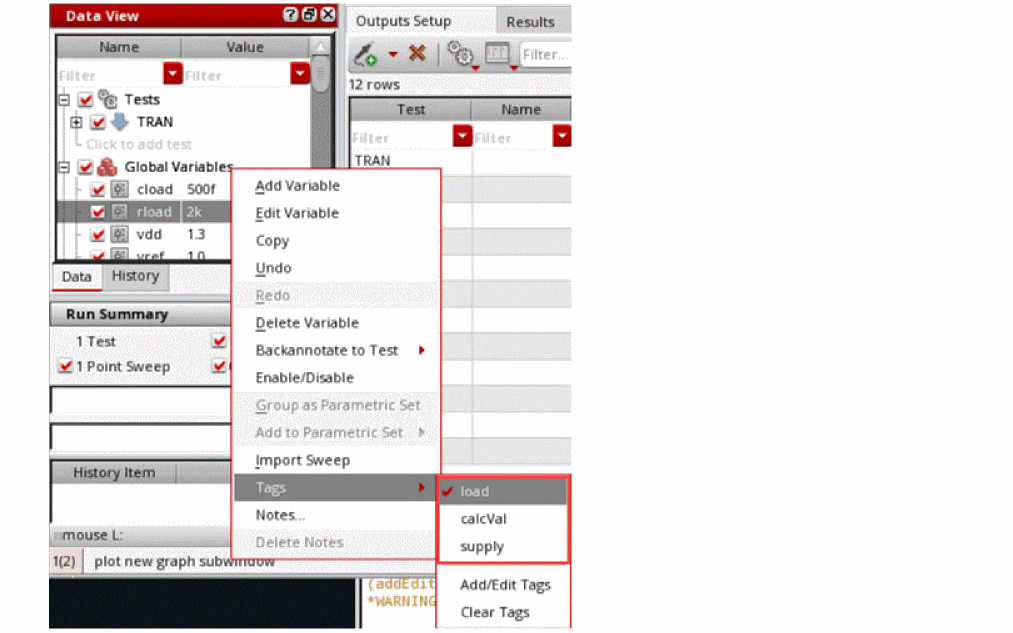 Data View
Name Value
Filter Filter
Tests
TRAN
Click to add test
Global Variables
cload 500f
rload 2k
vdd 1.3
vref 1.0
Data History
Run Summary
1 Test
1 Point Sweep
History Item
mouse L:
1(2) plot new graph subwindow
Outputs Setup Results
Filter...
12 rows
Test Name
Filter Filter
TRAN
Add Variable
Edit Variable
Copy
Undo
Redo
Delete Variable
Backannotate to Test
Enable/Disable
Group as Parametric Set
Add to Parametric Set
Import Sweep
Tags
Notes...
Delete Notes
load
calcVal
supply
Add/Edit Tags
Clear Tags
(addEdit
*WARNING